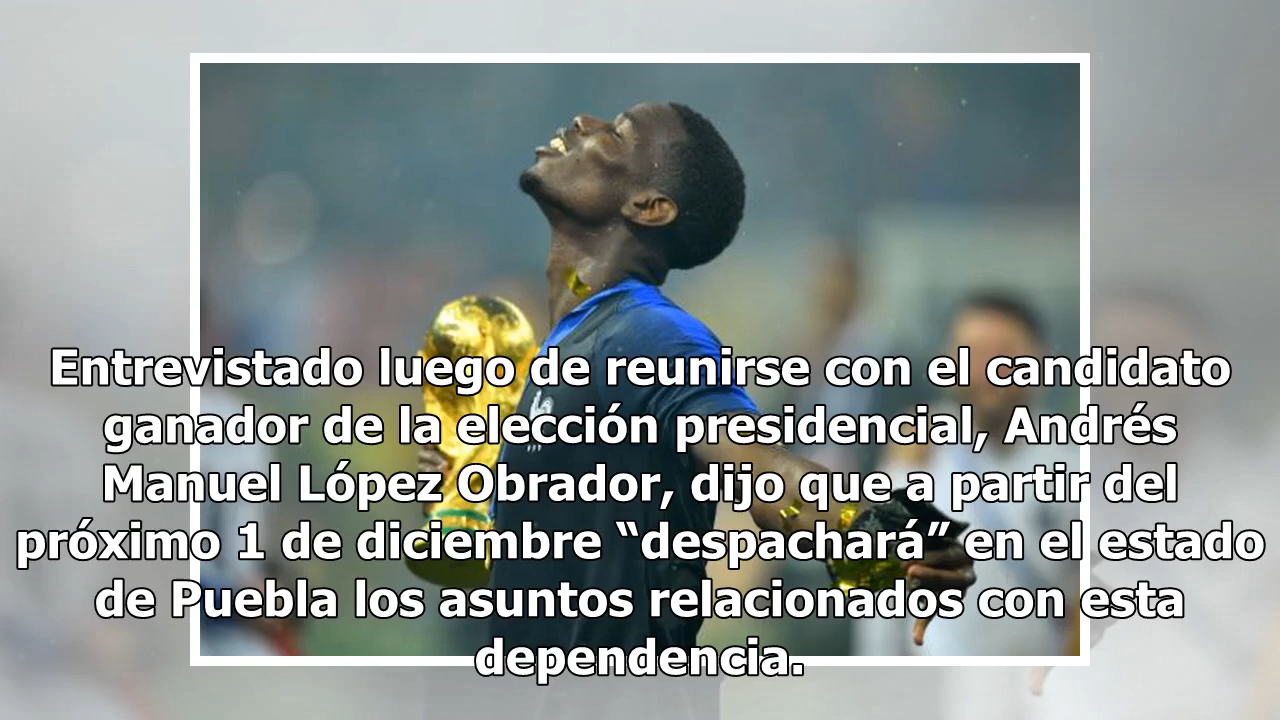 Entrevistado luego de reunirse con el candidato
ganador de la elección presidencial, Andrés
Manuel López Obrador, dijo que a partir del
próximo 1 de diciembre “despachará” en el estado
de Puebla los asuntos relacionados con esta
dependencia.